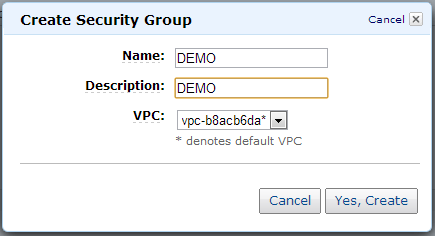 Create Security Group
Cancel
Name: DEMO
Description: DEMO
VPC: vpc-b8acb6da*
* denotes default VPC
Cancel
Yes, Create